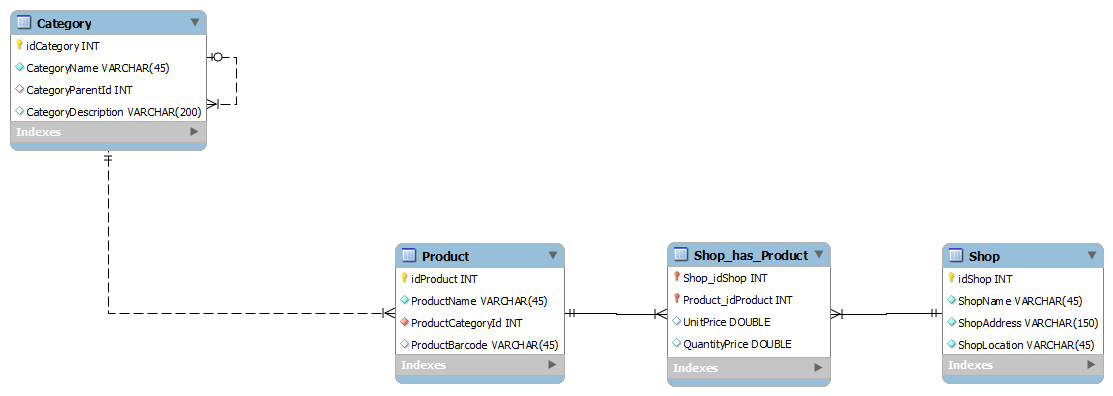 Category
idCategory INT
CategoryName VARCHAR(45)
CategoryParentId INT
CategoryDescription VARCHAR(200)
Indexes
Product
idProduct INT
ProductName VARCHAR(45)
ProductCategoryId INT
ProductBarcode VARCHAR(45)
Indexes
Shop_has_Product
Shop_idShop INT
Product_idProduct INT
UnitPrice DOUBLE
QuantityPrice DOUBLE
Indexes
Shop
idShop INT
ShopName VARCHAR(45)
ShopAddress VARCHAR(150)
ShopLocation VARCHAR(45)
Indexes